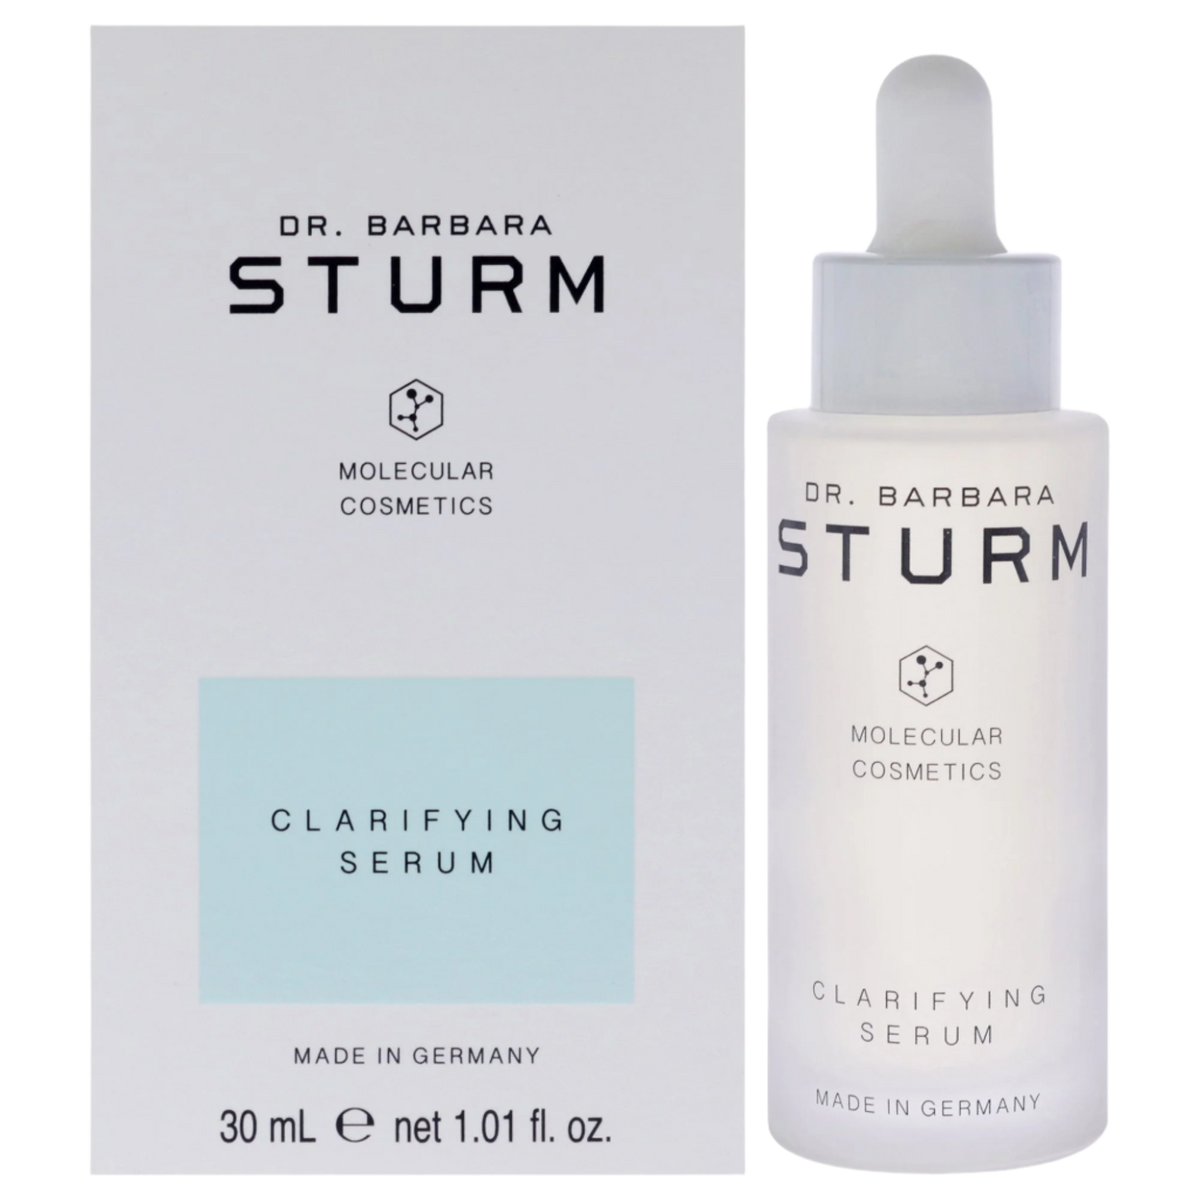 DR. BARBARA
STURM
MOLECULAR
COSMETICS
CLARIFYING
SERUM
MADE IN GERMANY
30 mL ℮ net 1.01 fl. oz.
DR. BARBARA
STURM
MOLECULAR
COSMETICS
CLARIFYING
SERUM
MADE IN GERMANY